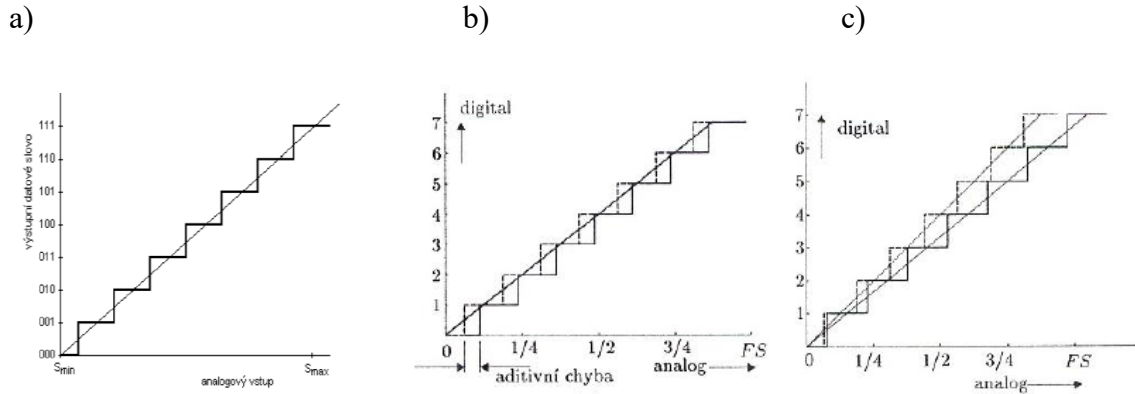 a)
b)
c)
výstupní datové slovo
111
110
101
100
011
010
001
000
Smin
Smax
analogový vstup
digital
7
6
5
4
3
2
1
0
1/4
1/2
3/4
FS
aditivní chyba
analog
digital
7
6
5
4
3
2
1
0
1/4
1/2
3/4
FS
analog